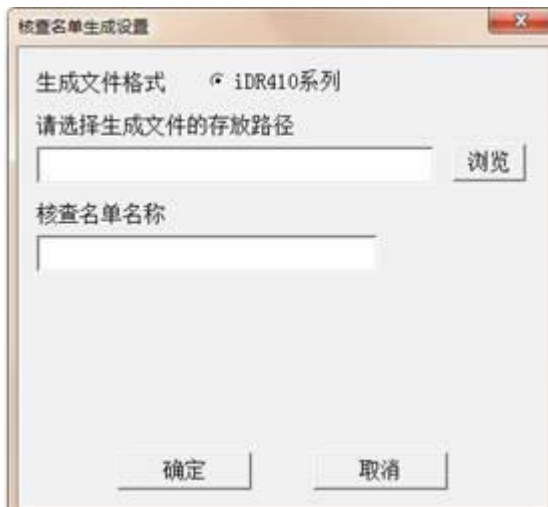 核查名单生成设置
生成文件格式 iDR410系列
请选择生成文件的存放路径
浏览
核查名单名称
确定 取消